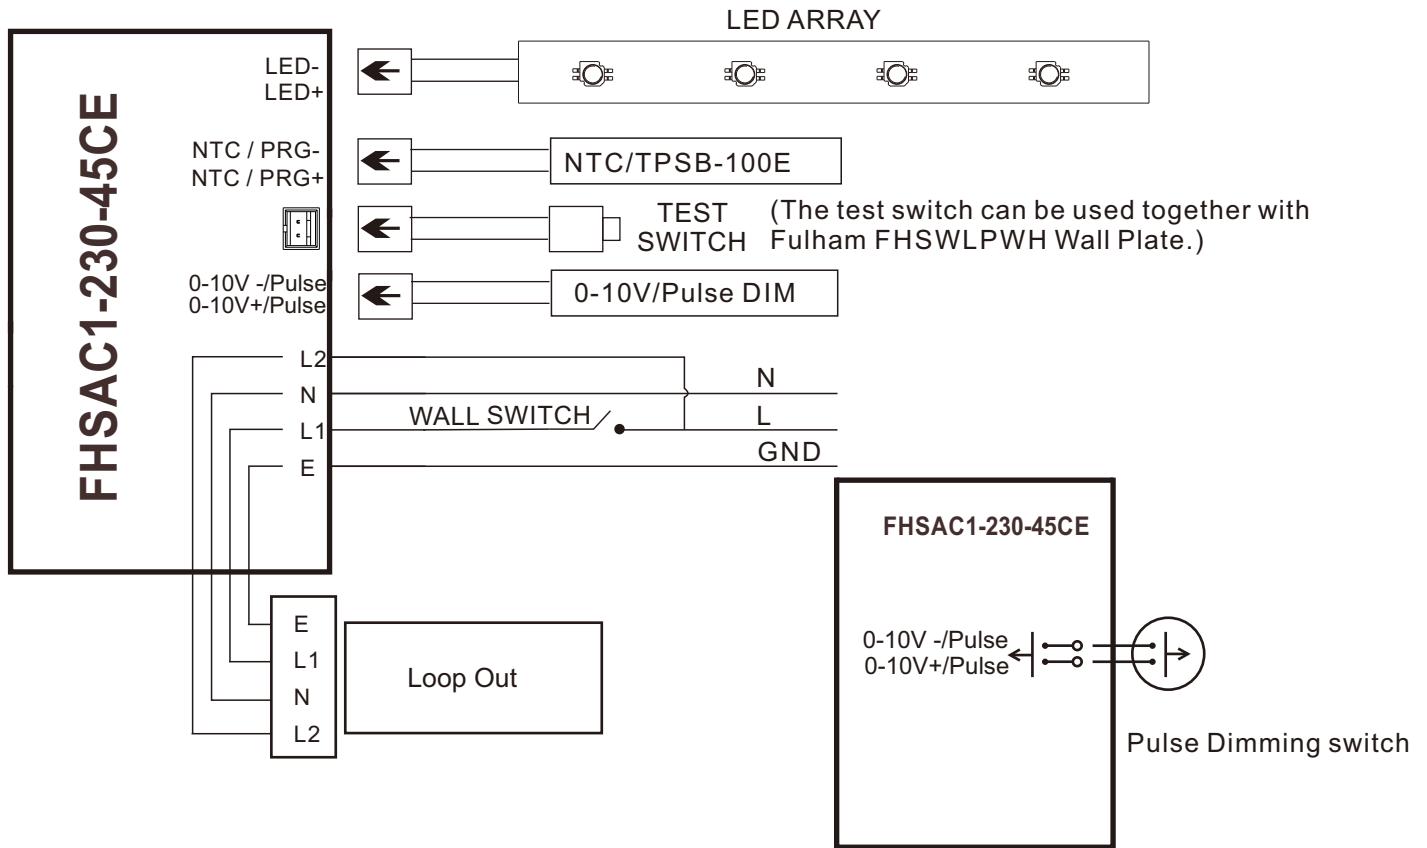 LED ARRAY
FHSAC1-230-45CE
LED-
LED+
NTC / PRG-
NTC / PRG+
NTC/TPSB-100E
TEST
SWITCH
(The test switch can be used together with
Fulham FHSWLPWH Wall Plate.)
0-10V -/Pulse
0-10V+/Pulse
0-10V/Pulse DIM
L2
N
N
WALL SWITCH
L
L1
GND
E
E
L1
N
L2
Loop Out
FHSAC1-230-45CE
0-10V -/Pulse
0-10V+/Pulse
Pulse Dimming switch